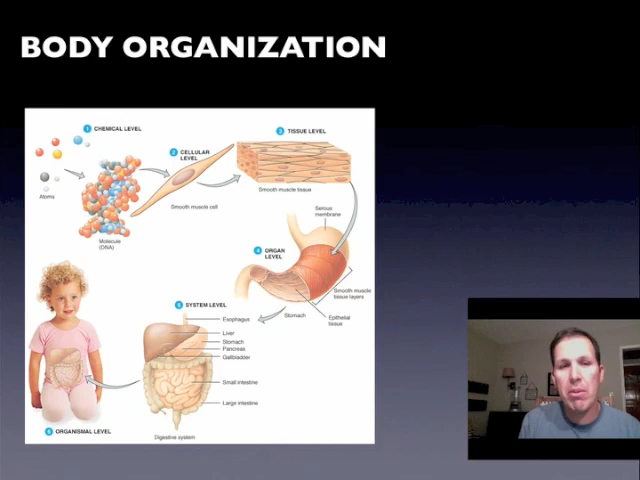 BODY ORGANIZATION
1 CHEMICAL LEVEL
2 CELLULAR
LEVEL
3 TISSUE LEVEL
Atoms
Smooth muscle cell
Smooth muscle tissue
Molecule
(DNA)
Serous
membrane
4 ORGAN
LEVEL
Smooth muscle
tissue layers
Stomach
Epithelial
tissue
5 SYSTEM LEVEL
Esophagus
Liver
Stomach
Pancreas
Gallbladder
Small intestine
Large intestine
6 ORGANISMAL LEVEL
Digestive system